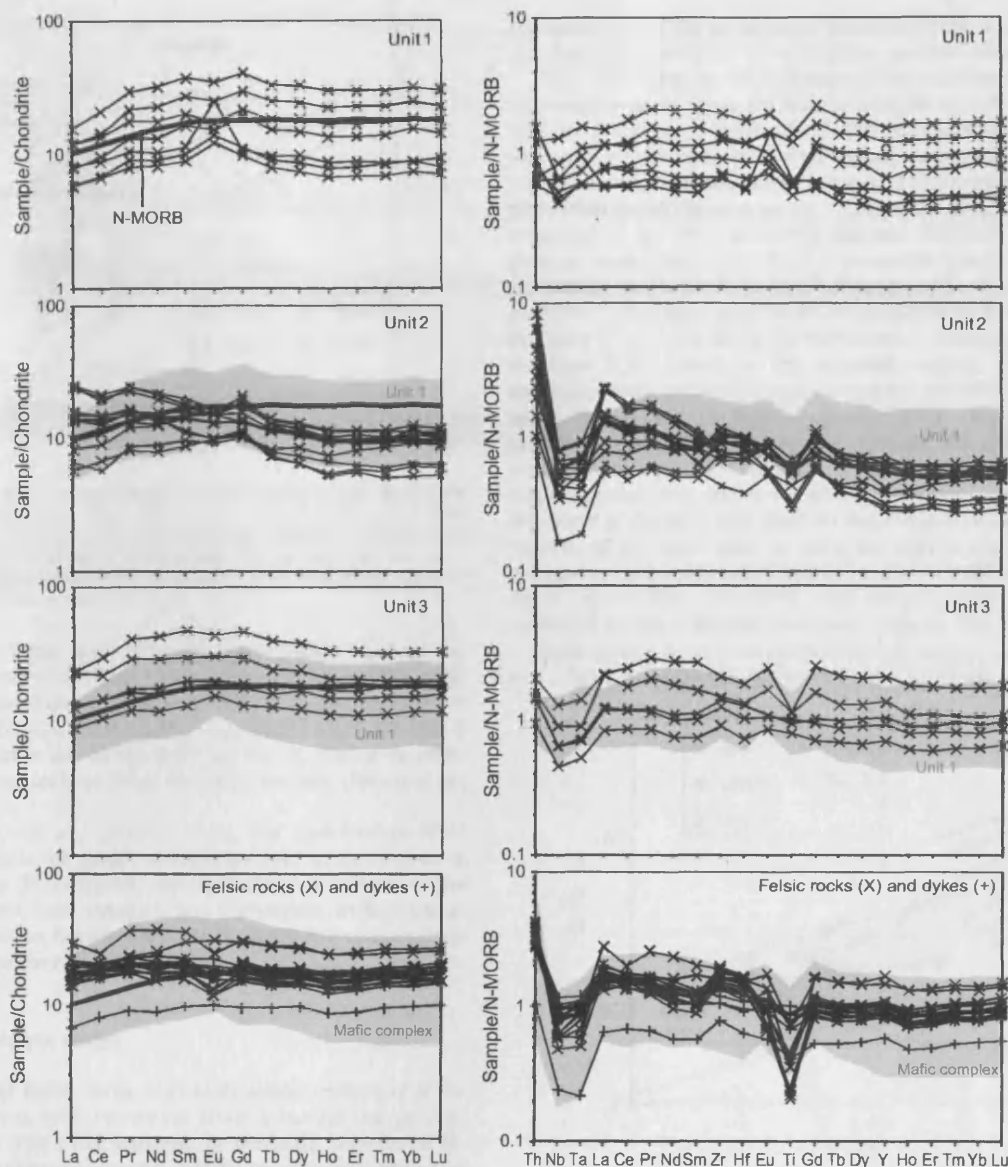 100
10
1
Sample/Chondrite
Unit 1
N-MORB
10
1
0.1
Sample/N-MORB
Unit 1
100
10
1
Sample/Chondrite
Unit 2
Unit 1
10
1
0.1
Sample/N-MORB
Unit 2
Unit 1
100
10
1
Sample/Chondrite
Unit 3
Unit 1
10
1
0.1
Sample/N-MORB
Unit 3
Unit 1
100
10
1
Sample/Chondrite
Felsic rocks (X) and dykes (+)
Mafic complex
La Ce Pr Nd Sm Eu Gd Tb Dy Ho Er Tm Yb Lu
10
1
0.1
Sample/N-MORB
Felsic rocks (X) and dykes (+)
Mafic complex
Th Nb Ta La Ce Pr Nd Sm Zr Hf Eu Ti Gd Tb Dy Y Ho Er Tm Yb Lu